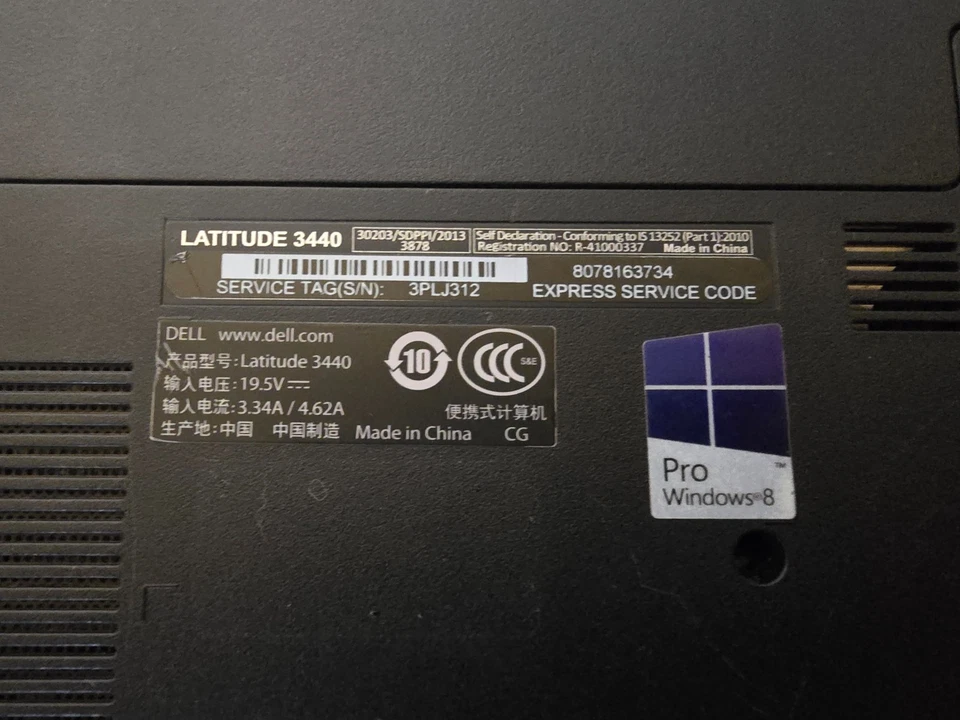 LATITUDE 3440
30203/SDPPI/2013
3878
Self Declaration - Conforming to IS 13252 (Part 1):2010
Registration NO: R-41000337 Made in China
8078163734
SERVICE TAG(S/N): 3PLJ312 EXPRESS SERVICE CODE
DELL www.dell.com
产品型号: Latitude 3440
输入电压: 19.5V
输入电流: 3.34A / 4.62A
生产地: 中国 中国制造 Made in China CG
10
CCC S&E
便携式计算机
Pro ™
Windows®8